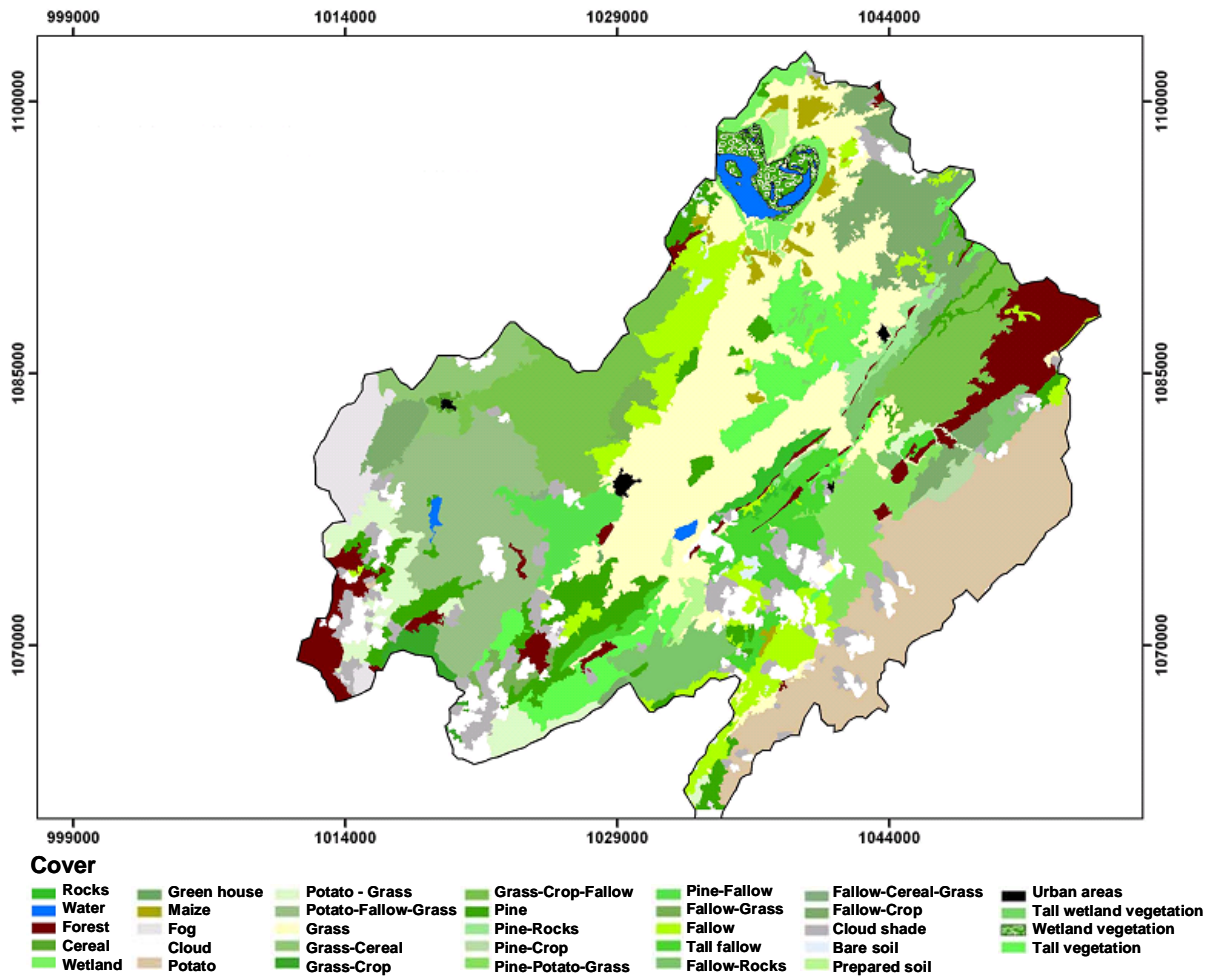 999000 1014000 1029000 1044000
1100000 1100000
1085000 1085000
1070000 1070000
999000 1014000 1029000 1044000
Cover
Rocks Green house Potato - Grass Grass-Crop-Fallow Pine-Fallow Fallow-Cereal-Grass Urban areas
Water Maize Potato-Fallow-Grass Pine Fallow-Grass Fallow-Crop Tall wetland vegetation
Forest Fog Grass Pine-Rocks Fallow Cloud shade Wetland vegetation
Cereal Cloud Grass-Cereal Pine-Crop Tall fallow Bare soil Tall vegetation
Wetland Potato Grass-Crop Pine-Potato-Grass Fallow-Rocks Prepared soil